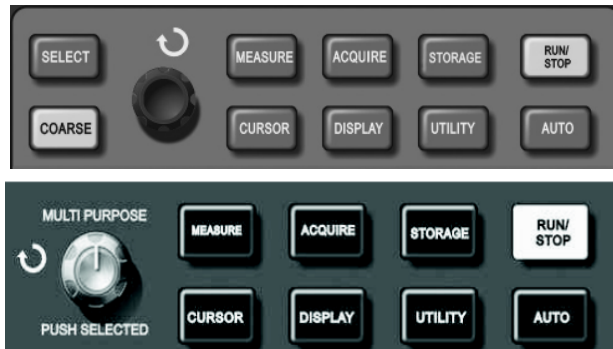 SELECT
MEASURE
ACQUIRE
STORAGE
RUN/
STOP
COARSE
CURSOR
DISPLAY
UTILITY
AUTO
MULTI PURPOSE
MEASURE
ACQUIRE
STORAGE
RUN/
STOP
PUSH SELECTED
CURSOR
DISPLAY
UTILITY
AUTO